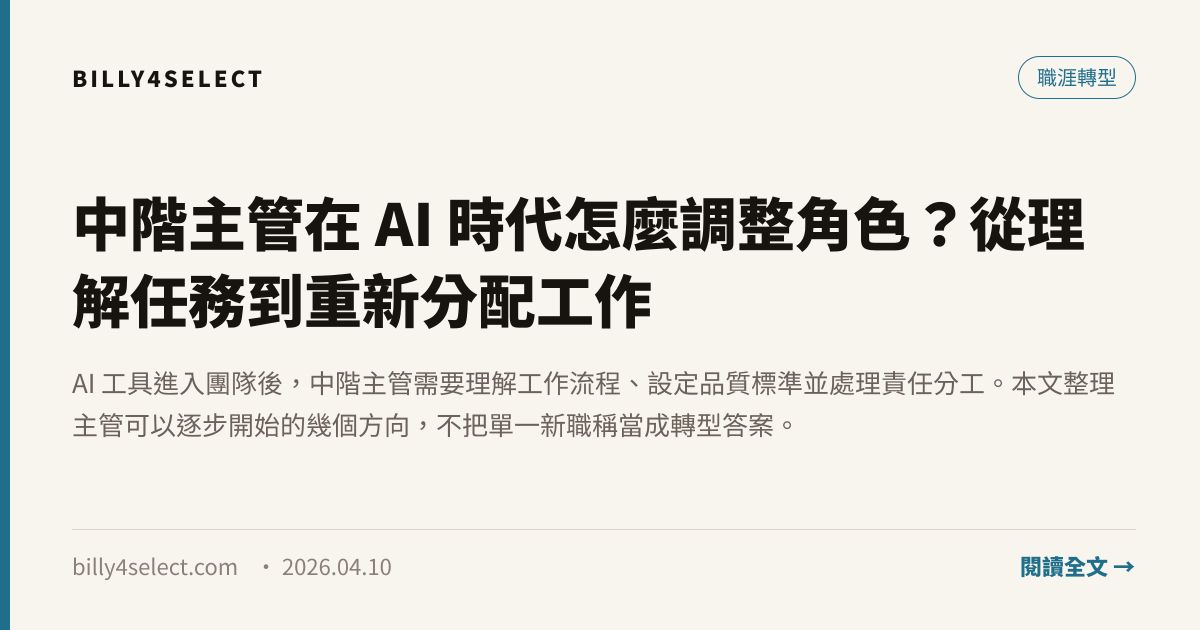 BILLY4SELECT
職涯轉型
中階主管在 AI 時代怎麼調整角色？從理
解任務到重新分配工作
AI 工具進入團隊後，中階主管需要理解工作流程、設定品質標準並處理責任分工。本文整理
主管可以逐步開始的幾個方向，不把單一新職稱當成轉型答案。
billy4select.com ・ 2026.04.10
閱讀全文 →